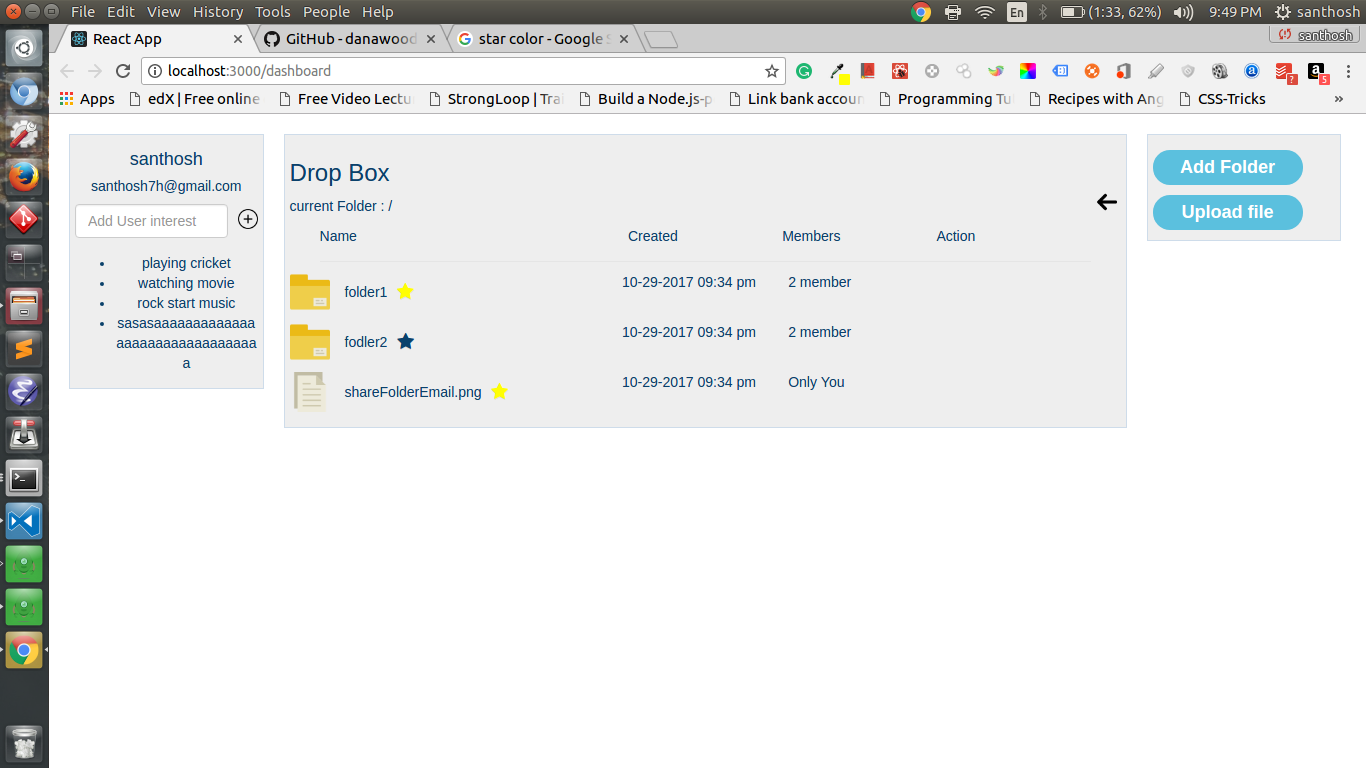 File Edit View History Tools People Help
En (1:33, 62%) 9:49 PM santhosh
React App GitHub - danawood star color - Google S santhosh
localhost:3000/dashboard
Apps edX | Free online Free Video Lectu StrongLoop | Trai Build a Node.js-p Link bank accoun Programming Tu Recipes with Ang CSS-Tricks »
santhosh
santhosh7h@gmail.com
Add User interest
playing cricket
watching movie
rock start music
sasasaaaaaaaaaaaaa
aaaaaaaaaaaaaaaaaa
a
Drop Box
current Folder : /
Name Created Members Action
folder1 10-29-2017 09:34 pm 2 member
fodler2 10-29-2017 09:34 pm 2 member
shareFolderEmail.png 10-29-2017 09:34 pm Only You
Add Folder
Upload file